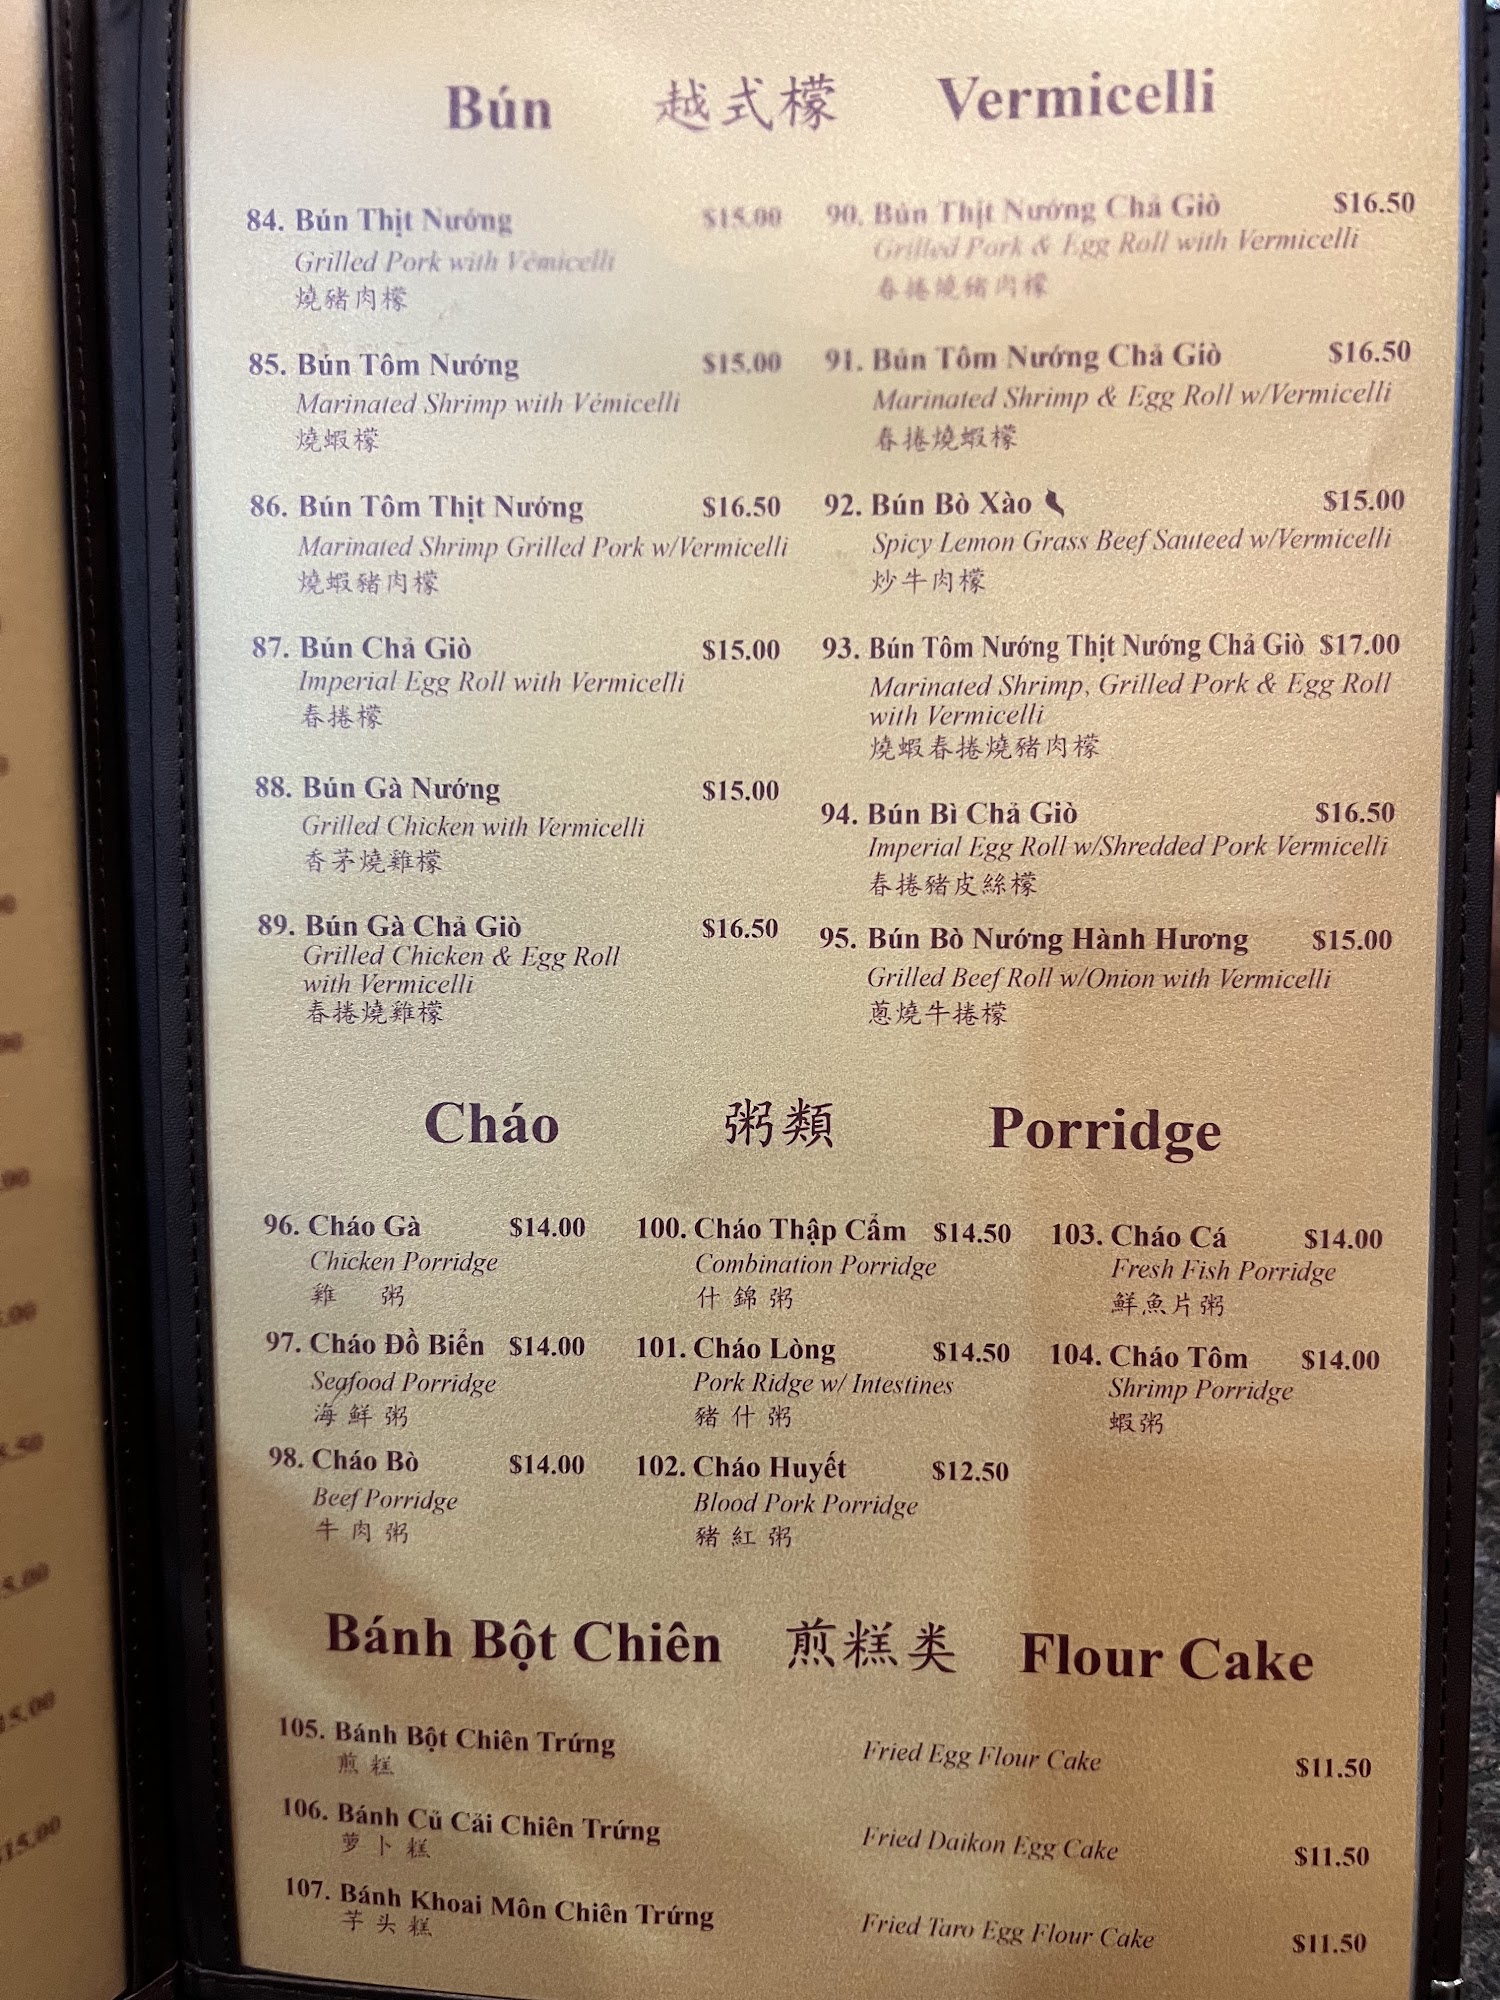 Bún 越式檬 Vermicelli
84. Bún Thịt Nướng $15.00
Grilled Pork with Vémicelli
燒豬肉檬
85. Bún Tôm Nướng $15.00
Marinated Shrimp with Vémicelli
燒蝦檬
86. Bún Tôm Thịt Nướng $16.50
Marinated Shrimp Grilled Pork w/Vermicelli
燒蝦豬肉檬
87. Bún Chả Giò $15.00
Imperial Egg Roll with Vermicelli
春捲檬
88. Bún Gà Nướng $15.00
Grilled Chicken with Vermicelli
香茅燒雞檬
89. Bún Gà Chả Giò $16.50
Grilled Chicken & Egg Roll
with Vermicelli
春捲燒雞檬
90. Bún Thịt Nướng Chả Giò $16.50
Grilled Pork & Egg Roll with Vermicelli
春捲燒豬肉檬
91. Bún Tôm Nướng Chả Giò $16.50
Marinated Shrimp & Egg Roll w/Vermicelli
春捲燒蝦檬
92. Bún Bò Xào $15.00
Spicy Lemon Grass Beef Sauteed w/Vermicelli
炒牛肉檬
93. Bún Tôm Nướng Thịt Nướng Chả Giò $17.00
Marinated Shrimp, Grilled Pork & Egg Roll
with Vermicelli
燒蝦春捲燒豬肉檬
94. Bún Bì Chả Giò $16.50
Imperial Egg Roll w/Shredded Pork Vermicelli
春捲豬皮絲檬
95. Bún Bò Nướng Hành Hương $15.00
Grilled Beef Roll w/Onion with Vermicelli
蔥燒牛捲檬
Cháo 粥類 Porridge
96. Cháo Gà $14.00
Chicken Porridge
雞 粥
97. Cháo Đồ Biển $14.00
Seafood Porridge
海 鮮 粥
98. Cháo Bò $14.00
Beef Porridge
牛 肉 粥
100. Cháo Thập Cẩm $14.50
Combination Porridge
什 錦 粥
101. Cháo Lòng $14.50
Pork Ridge w/ Intestines
豬 什 粥
102. Cháo Huyết $12.50
Blood Pork Porridge
豬 紅 粥
103. Cháo Cá $14.00
Fresh Fish Porridge
鮮魚片粥
104. Cháo Tôm $14.00
Shrimp Porridge
蝦粥
Bánh Bột Chiên 煎糕类 Flour Cake
105. Bánh Bột Chiên Trứng Fried Egg Flour Cake $11.50
煎 糕
106. Bánh Củ Cải Chiên Trứng Fried Daikon Egg Cake $11.50
萝 卜 糕
107. Bánh Khoai Môn Chiên Trứng Fried Taro Egg Flour Cake $11.50
芋 头 糕